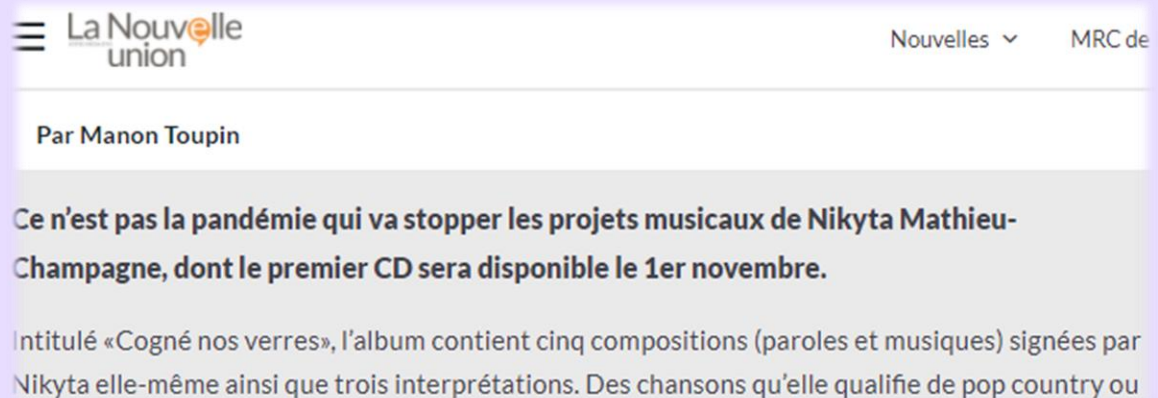 La Nouvelle
union
Nouvelles
MRC de
Par Manon Toupin
Ce n’est pas la pandémie qui va stopper les projets musicaux de Nikyta Mathieu-
Champagne, dont le premier CD sera disponible le 1er novembre.
Intitulé «Cogné nos verres», l’album contient cinq compositions (paroles et musiques) signées par
Nikyta elle-même ainsi que trois interprétations. Des chansons qu’elle qualifie de pop country ou